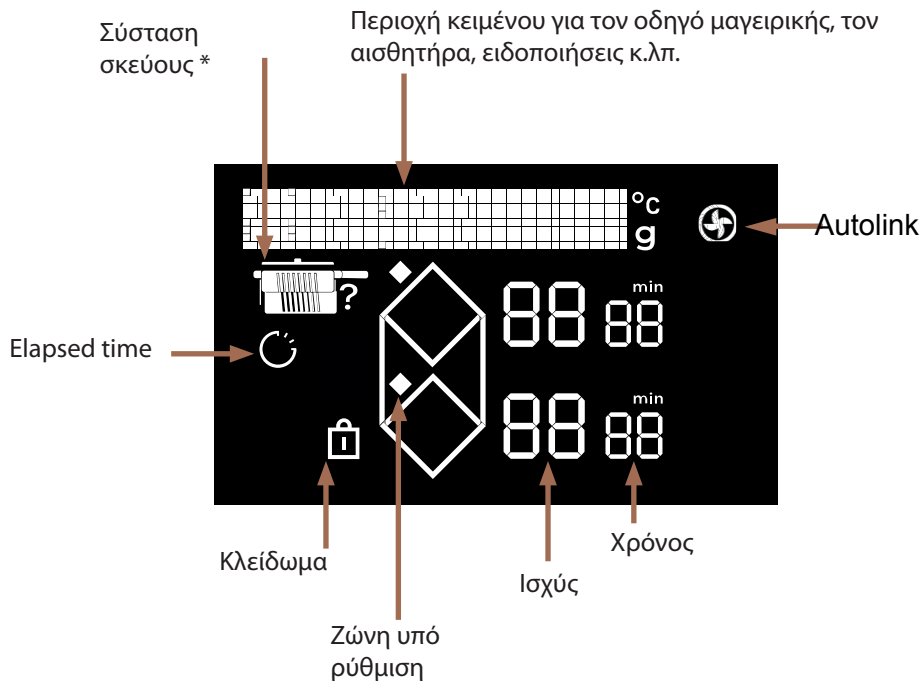 Σύσταση
σκεύους *
Περιοχή κειμένου για τον οδηγό μαγειρικής, τον
αισθητήρα, ειδοποιήσεις κ.λπ.
°c
g
Autolink
?
min
88 88
Elapsed time
min
88 88
Κλείδωμα
Χρόνος
Ισχύς
Ζώνη υπό
ρύθμιση